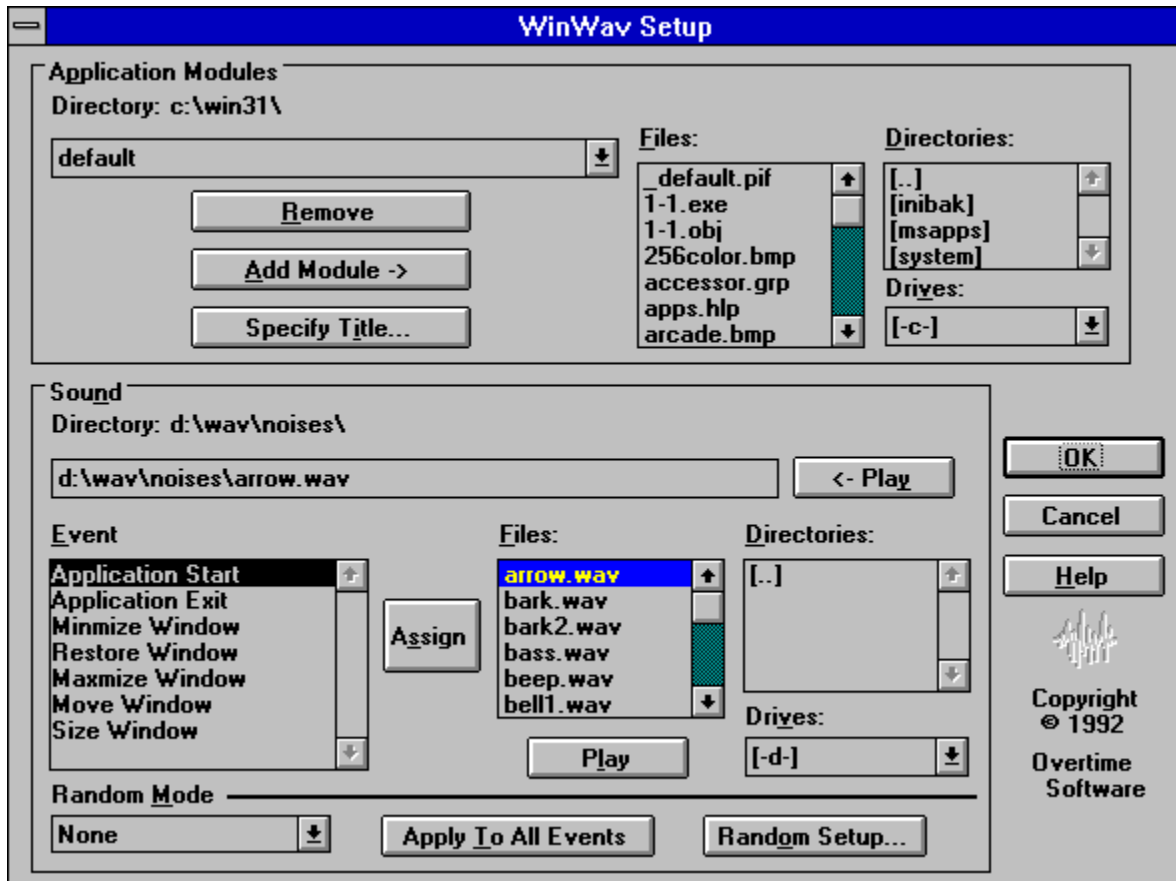 WinWav Setup
Application Modules
Directory: c:\win31\
default
Remove
Add Module ->
Specify Title...
Files:
_default.pif
1-1.exe
1-1.obj
256color.bmp
accessor.grp
apps.hlp
arcade.bmp
Directories:
[..]
[inibak]
[msapps]
[system]
Drives:
[-c-]
Sound
Directory: d:\wav\noises\
d:\wav\noises\arrow.wav
<- Play
Event
Application Start
Application Exit
Minmize Window
Restore Window
Maxmize Window
Move Window
Size Window
Assign
Files:
arrow.wav
bark.wav
bark2.wav
bass.wav
beep.wav
bell1.wav
Play
Directories:
[..]
Drives:
[-d-]
Random Mode
None
Apply To All Events
Random Setup...
OK
Cancel
Help
Copyright
© 1992
Overtime
Software